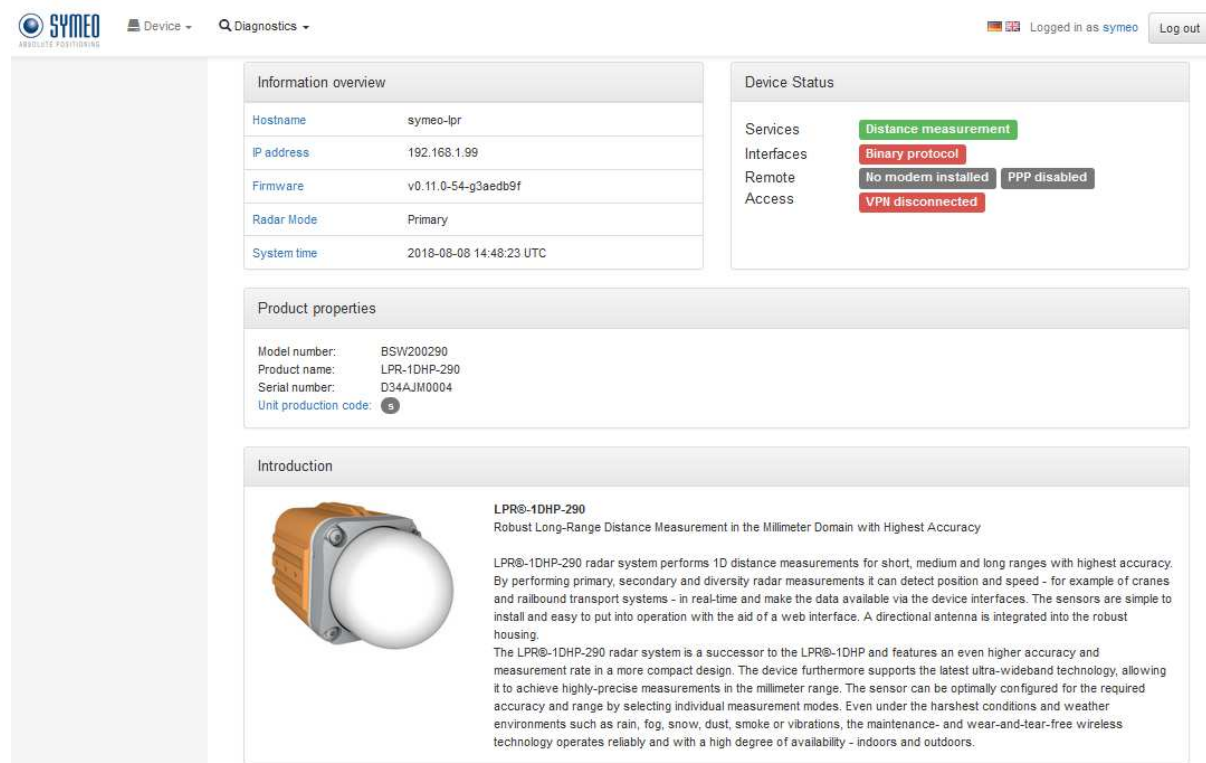 SYMEO
ABSOLUTE POSITIONING
Device
Diagnostics
Logged in as symeo
Log out
Information overview
Hostname symeo-lpr
IP address 192.168.1.99
Firmware v0.11.0-54-g3aedb9f
Radar Mode Primary
System time 2018-08-08 14:48:23 UTC
Device Status
Services Distance measurement
Interfaces Binary protocol
Remote No modem installed PPP disabled
Access VPN disconnected
Product properties
Model number: BSW200290
Product name: LPR-1DHP-290
Serial number: D34AJM0004
Unit production code: s
Introduction
LPR®-1DHP-290
Robust Long-Range Distance Measurement in the Millimeter Domain with Highest Accuracy
LPR®-1DHP-290 radar system performs 1D distance measurements for short, medium and long ranges with highest accuracy.
By performing primary, secondary and diversity radar measurements it can detect position and speed - for example of cranes
and railbound transport systems - in real-time and make the data available via the device interfaces. The sensors are simple to
install and easy to put into operation with the aid of a web interface. A directional antenna is integrated into the robust
housing.
The LPR®-1DHP-290 radar system is a successor to the LPR®-1DHP and features an even higher accuracy and
measurement rate in a more compact design. The device furthermore supports the latest ultra-wideband technology, allowing
it to achieve highly-precise measurements in the millimeter range. The sensor can be optimally configured for the required
accuracy and range by selecting individual measurement modes. Even under the harshest conditions and weather
environments such as rain, fog, snow, dust, smoke or vibrations, the maintenance- and wear-and-tear-free wireless
technology operates reliably and with a high degree of availability - indoors and outdoors.